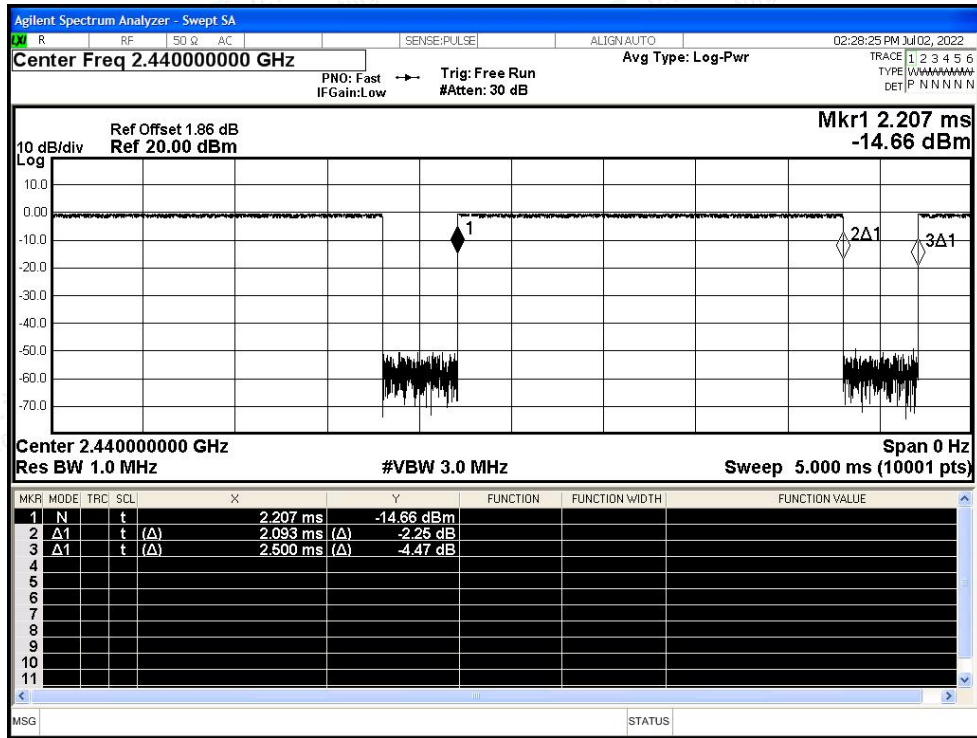 Agilent Spectrum Analyzer - Swept SA
LXI R RF 50 Ω AC SENSE:PULSE ALIGN AUTO 02:28:25 PM Jul 02, 2022
Center Freq 2.440000000 GHz Avg Type: Log-Pwr TRACE 1 2 3 4 5 6
PNO: Fast Trig: Free Run TYPE WWWWWW
IFGain:Low #Atten: 30 dB DET P N N N N N
Mkr1 2.207 ms
Ref Offset 1.86 dB
10 dB/div Ref 20.00 dBm -14.66 dBm
Log
10.0
0.00
1
2Δ1
3Δ1
-10.0
-20.0
-30.0
-40.0
-50.0
-60.0
-70.0
Center 2.440000000 GHz Span 0 Hz
Res BW 1.0 MHz #VBW 3.0 MHz Sweep 5.000 ms (10001 pts)
MKR MODE TRC SCL X Y FUNCTION FUNCTION WIDTH FUNCTION VALUE
1 N t 2.207 ms -14.66 dBm
2 Δ1 t (Δ) 2.093 ms (Δ) -2.25 dB
3 Δ1 t (Δ) 2.500 ms (Δ) -4.47 dB
4
5
6
7
8
9
10
11
MSG STATUS